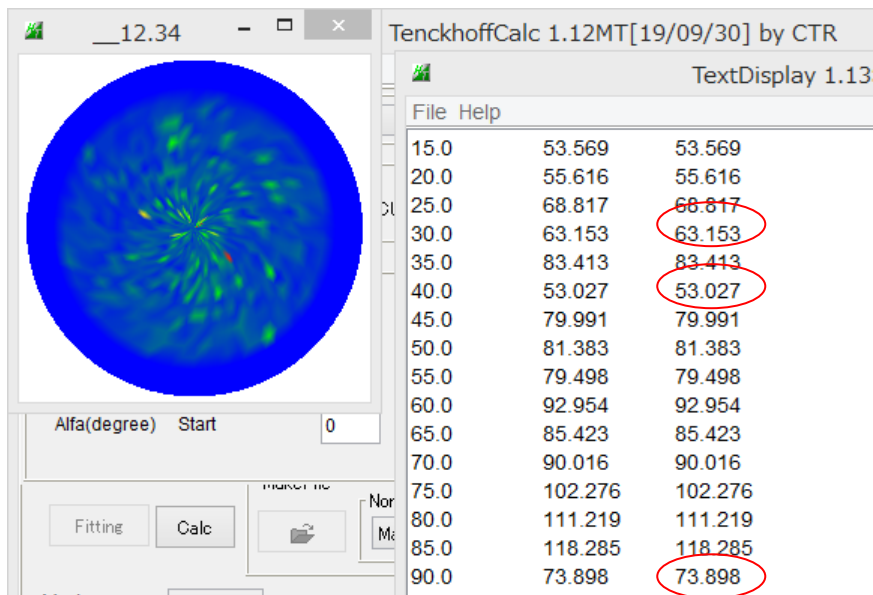 __12.34
TenckhoffCalc 1.12MT[19/09/30] by CTR
TextDisplay 1.13
File Help
15.0 53.569 53.569
20.0 55.616 55.616
25.0 68.817 68.817
30.0 63.153 63.153
35.0 83.413 83.413
40.0 53.027 53.027
45.0 79.991 79.991
50.0 81.383 81.383
55.0 79.498 79.498
60.0 92.954 92.954
65.0 85.423 85.423
70.0 90.016 90.016
75.0 102.276 102.276
80.0 111.219 111.219
85.0 118.285 118.285
90.0 73.898 73.898
Alfa(degree) Start 0
Nor
Fitting Calc Ma